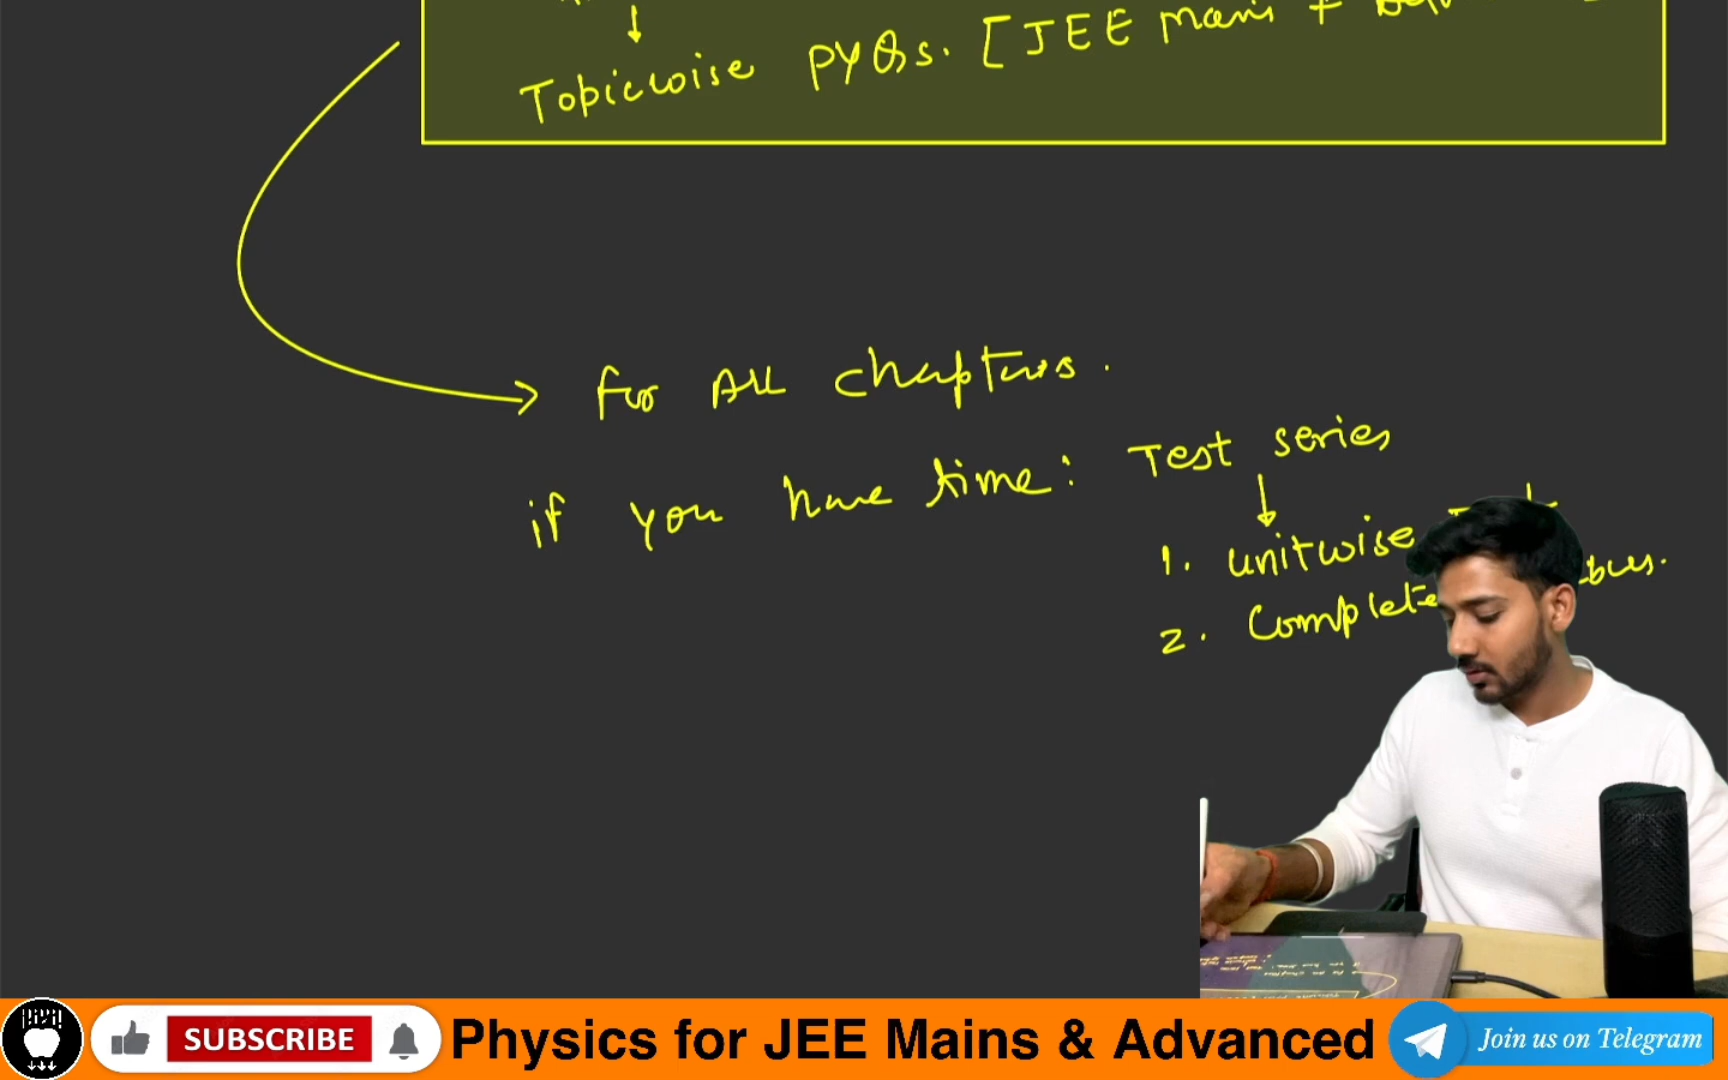 Topicwise PYQs. [JEE Mains +
for All chapters.
if you have time: Test series
1. unitwise
2. Complete
SUBSCRIBE
Physics for JEE Mains & Advanced
Join us on Telegram